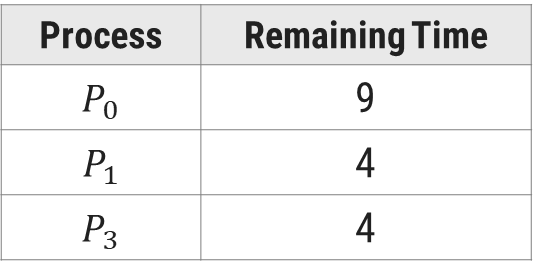 Process Remaining Time
P₀ 9
P₁ 4
P₃ 4